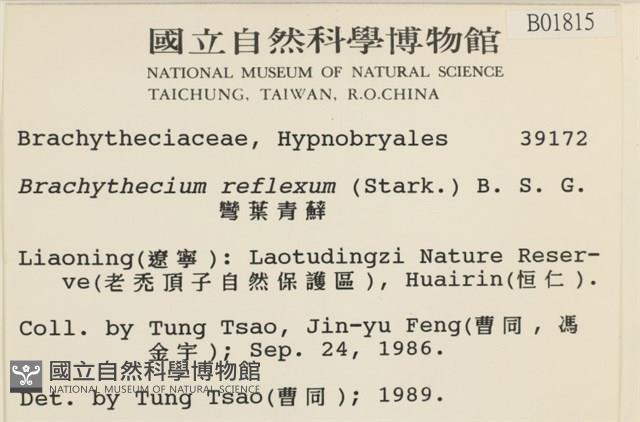 B01815
國立自然科學博物館
NATIONAL MUSEUM OF NATURAL SCIENCE
TAICHUNG, TAIWAN, R.O.CHINA
Brachytheciaceae, Hypnobryales 39172
Brachythecium reflexum (Stark.) B. S. G.
彎葉青蘚
Liaoning(遼寧): Laotudingzi Nature Reser-
ve(老禿頂子自然保護區), Huairin(恒仁).
Coll. by Tung Tsao, Jin-yu Feng(曹同,馮
金宇); Sep. 24, 1986.
國立自然科學博物館
NATIONAL MUSEUM OF NATURAL SCIENCE
Det. by Tung Tsao(曹同); 1989.